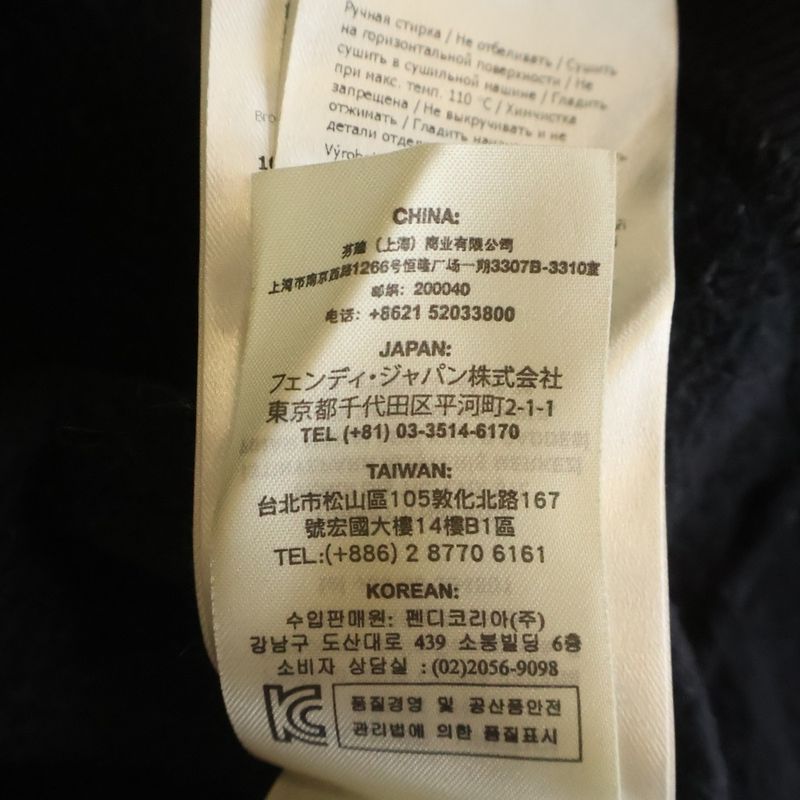 Ручная стирка / Не отбеливать / Сушить
на горизонтальной поверхности / Не
сушить в сушильной машине / Гладить
при макс. темп. 110 °C / Химчистка
запрещена / Не выкручивать и не
отжимать / Гладить
детали
CHINA:
芬迪（上海）商业有限公司
上海市南京西路1266号恒隆广场一期3307B-3310室
邮编: 200040
电话: +8621 52033800
JAPAN:
フェンディ・ジャパン株式会社
東京都千代田区平河町2-1-1
TEL (+81) 03-3514-6170
TAIWAN:
台北市松山區105敦化北路167
號宏國大樓14樓B1區
TEL:(+886) 2 8770 6161
KOREAN:
수입판매원: 펜디코리아(주)
강남구 도산대로 439 소봉빌딩 6층
소비자 상담실 :(02)2056-9098
품질경영 및 공산품안전
관리법에 의한 품질표시